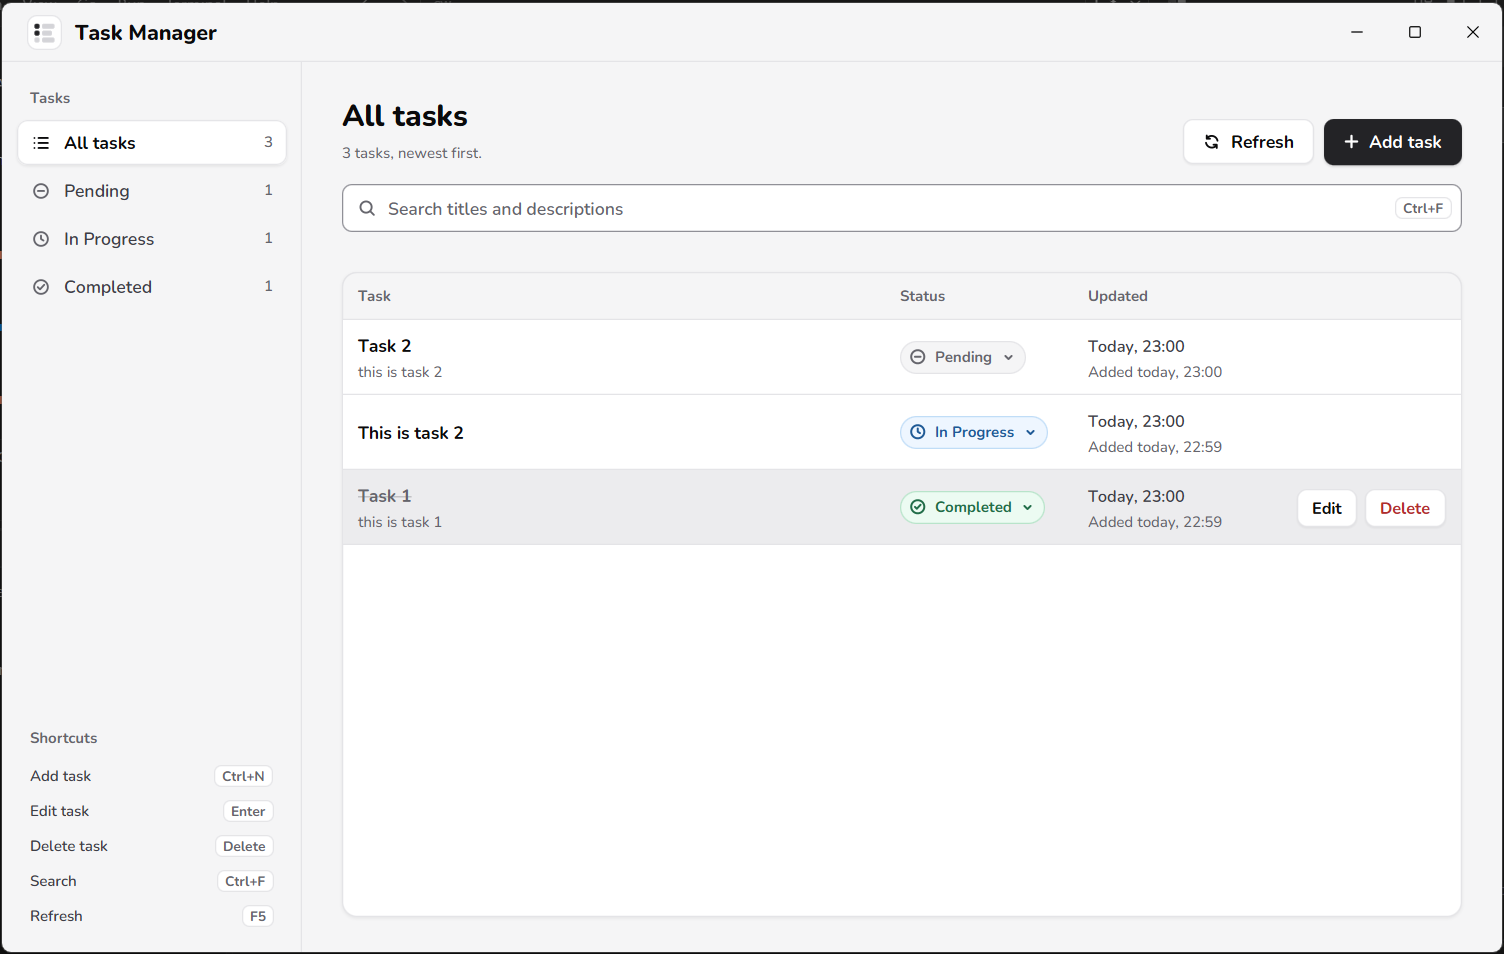 Task Manager
Tasks
All tasks 3
Pending 1
In Progress 1
Completed 1
Shortcuts
Add task Ctrl+N
Edit task Enter
Delete task Delete
Search Ctrl+F
Refresh F5
All tasks
3 tasks, newest first.
Refresh
Add task
Search titles and descriptions Ctrl+F
Task Status Updated
Task 2
this is task 2
Pending
Today, 23:00
Added today, 23:00
This is task 2
In Progress
Today, 23:00
Added today, 22:59
Task 1
this is task 1
Completed
Today, 23:00
Added today, 22:59
Edit
Delete